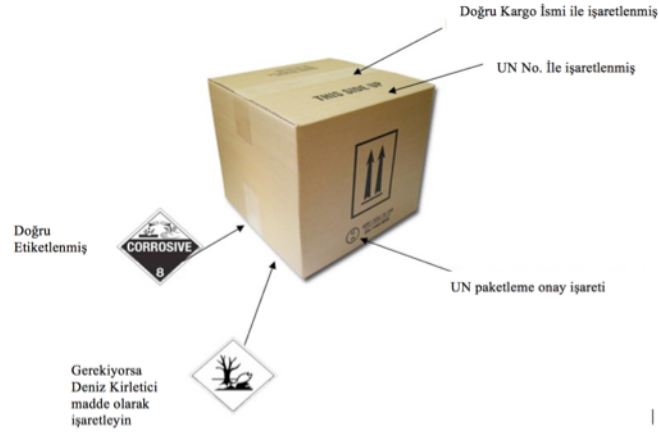 Doğru Kargo İsmi ile işaretlenmiş
UN No. İle işaretlenmiş
THIS SIDE UP
Doğru
Etiketlenmiş
CORROSIVE
8
UN paketleme onay işareti
Gerekiyorsa
Deniz Kirletici
madde olarak
işaretleyin